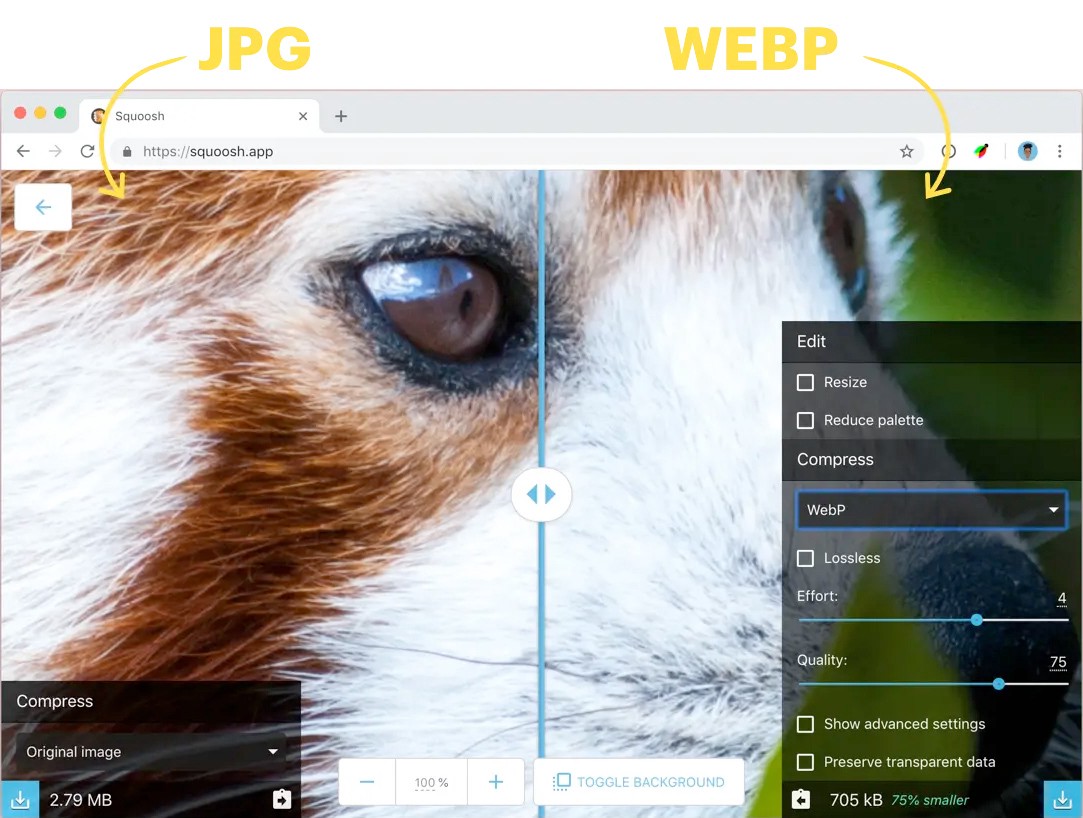 JPG
WEBP
Squoosh
https://squoosh.app
Edit
Resize
Reduce palette
Compress
WebP
Lossless
Effort: 4
Quality: 75
Show advanced settings
Preserve transparent data
705 kB 75% smaller
Compress
Original image
2.79 MB
100 %
TOGGLE BACKGROUND